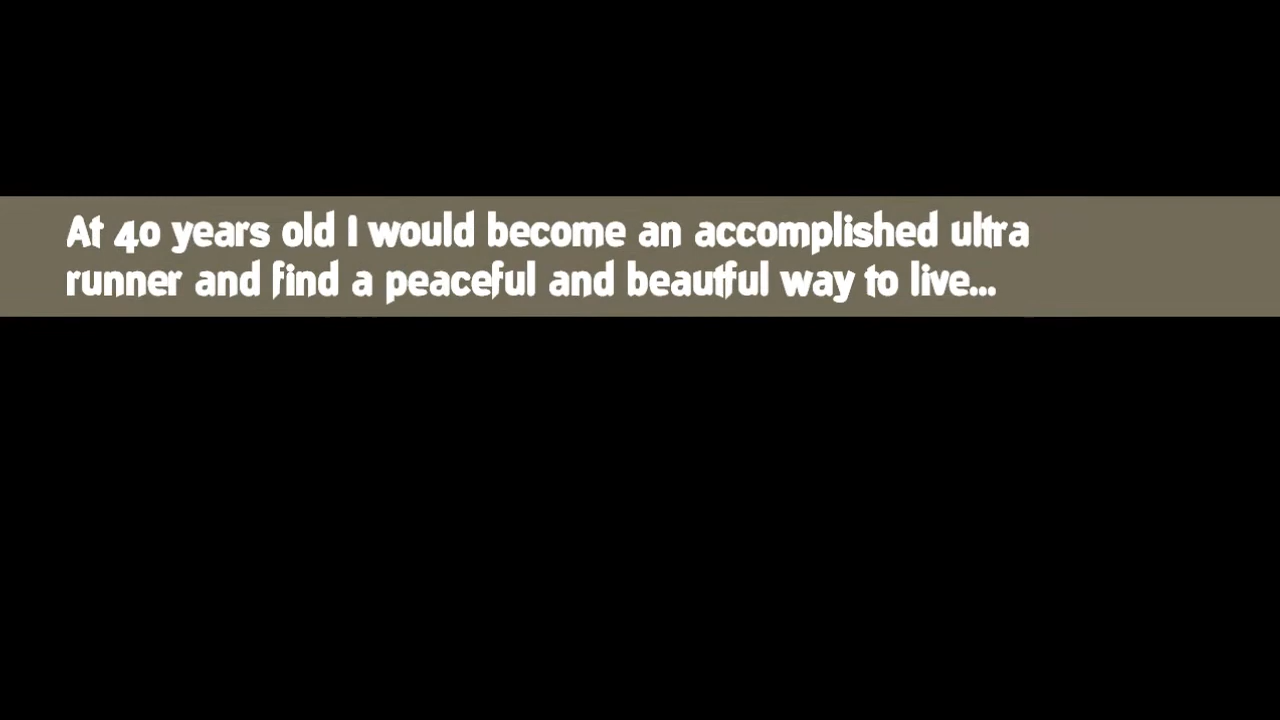 At 40 years old I would become an accomplished ultra
runner and find a peaceful and beautful way to live...